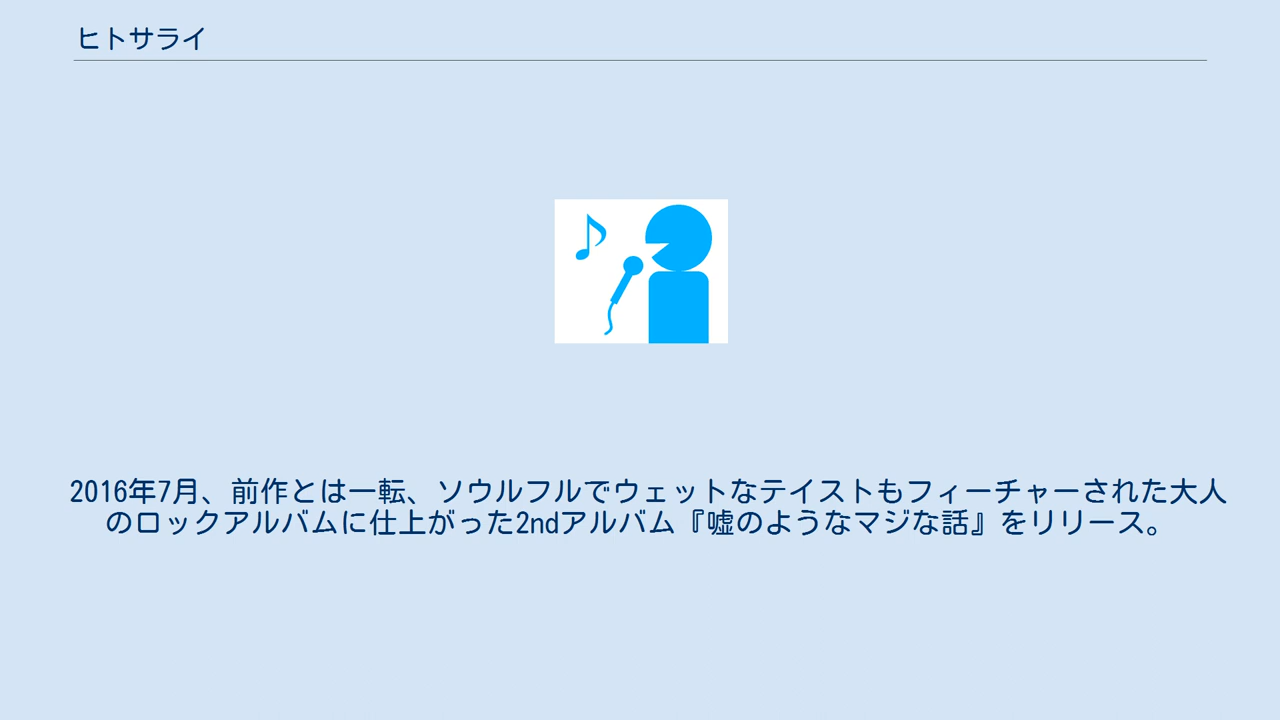 ヒトサライ
2016年7月、前作とは一転、ソウルフルでウェットなテイストもフィーチャーされた大人
のロックアルバムに仕上がった2ndアルバム『嘘のようなマジな話』をリリース。